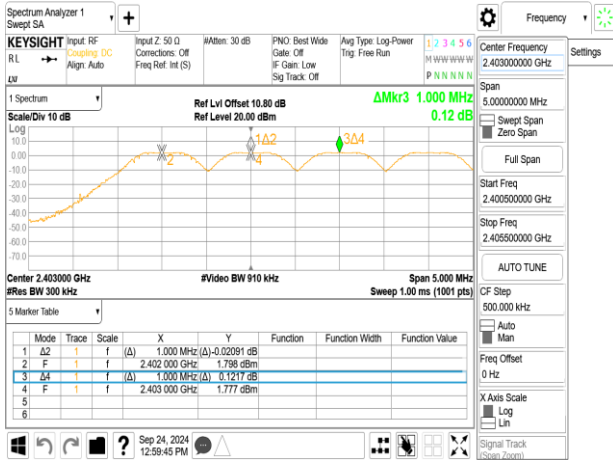 Spectrum Analyzer 1
Swept SA
Frequency
KEYSIGHT
RL
LXI
Input: RF
Coupling: DC
Align: Auto
Input Z: 50 Ω
Corrections: Off
Freq Ref: Int (S)
#Atten: 30 dB
PNO: Best Wide
Gate: Off
IF Gain: Low
Sig Track: Off
Avg Type: Log-Power
Trig: Free Run
1 2 3 4 5 6
M W W W W W
P N N N N N
1 Spectrum
Scale/Div 10 dB
Ref Lvl Offset 10.80 dB
Ref Level 20.00 dBm
ΔMkr3 1.000 MHz
0.12 dB
Log
10.0
0.00
-10.0
-20.0
-30.0
-40.0
-50.0
-60.0
-70.0
2
1Δ2
4
3Δ4
Center 2.403000 GHz
#Video BW 910 kHz
Span 5.000 MHz
#Res BW 300 kHz
Sweep 1.00 ms (1001 pts)
5 Marker Table
Mode Trace Scale X Y Function Function Width Function Value
1 Δ2 1 f (Δ) 1.000 MHz (Δ) -0.02091 dB
2 F 1 f 2.402 000 GHz 1.798 dBm
3 Δ4 1 f (Δ) 1.000 MHz (Δ) 0.1217 dB
4 F 1 f 2.403 000 GHz 1.777 dBm
5
6
Sep 24, 2024
12:59:45 PM
?
Center Frequency
2.403000000 GHz
Settings
Span
5.00000000 MHz
Swept Span
Zero Span
Full Span
Start Freq
2.400500000 GHz
Stop Freq
2.405500000 GHz
AUTO TUNE
CF Step
500.000 kHz
Auto
Man
Freq Offset
0 Hz
X Axis Scale
Log
Lin
Signal Track
(Span Zoom)